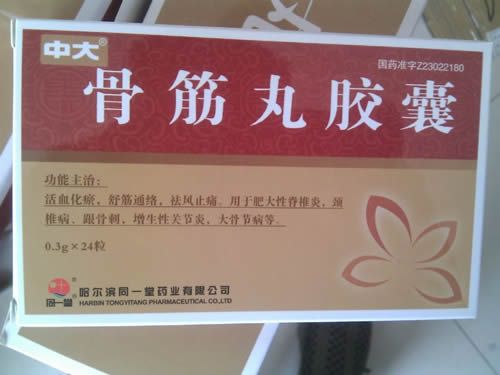 中大®
国药准字Z23022180
骨筋丸胶囊
功能主治:
活血化瘀，舒筋通络，祛风止痛。用于肥大性脊椎炎，颈
椎病、跟骨刺，增生性关节炎，大骨节病等。
0.3g×24粒
同一堂
哈尔滨同一堂药业有限公司
HARBIN TONGYITANG PHARMACEUTICAL CO.,LTD